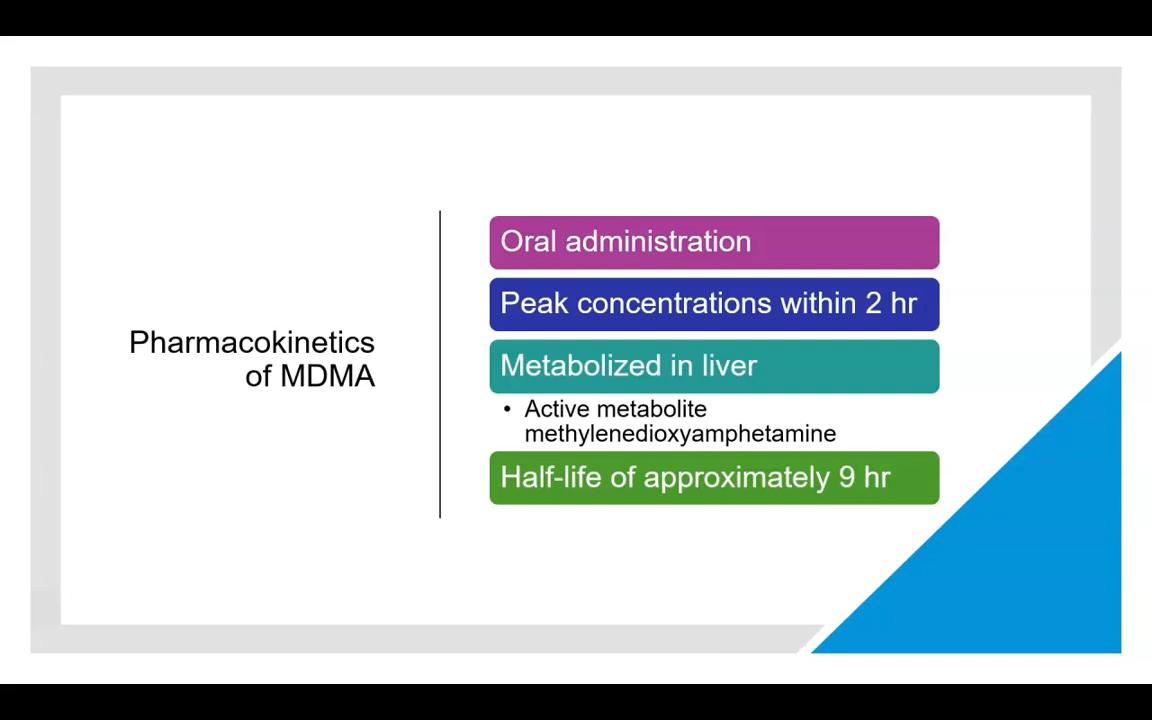 Pharmacokinetics
of MDMA
Oral administration
Peak concentrations within 2 hr
Metabolized in liver
• Active metabolite
methylenedioxyamphetamine
Half-life of approximately 9 hr